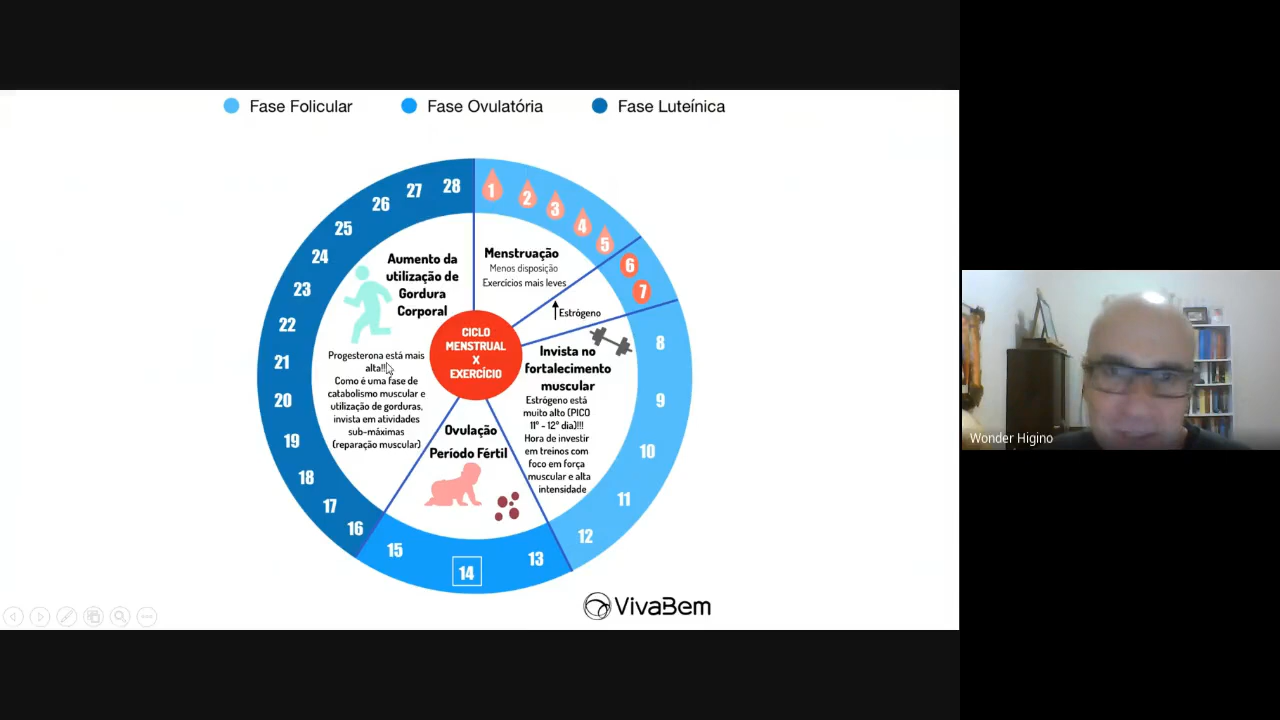 Fase Folicular
Fase Ovulatória
Fase Luteínica
1
2
3
4
5
6
7
8
9
10
11
12
13
14
15
16
17
18
19
20
21
22
23
24
25
26
27
28
Menstruação
Menos disposição
Exercícios mais leves
Estrógeno
Invista no
fortalecimento
muscular
Estrógeno está
muito alto (PICO
11º - 12º dia)!!!
Hora de investir
em treinos com
foco em força
muscular e alta
intensidade
Ovulação
Período Fértil
Aumento da
utilização de
Gordura
Corporal
Progesterona está mais
alta!!!
Como é uma fase de
catabolismo muscular e
utilização de gorduras,
invista em atividades
sub-máximas
(reparação muscular)
CICLO
MENSTRUAL
X
EXERCÍCIO
VivaBem
Wonder Higino